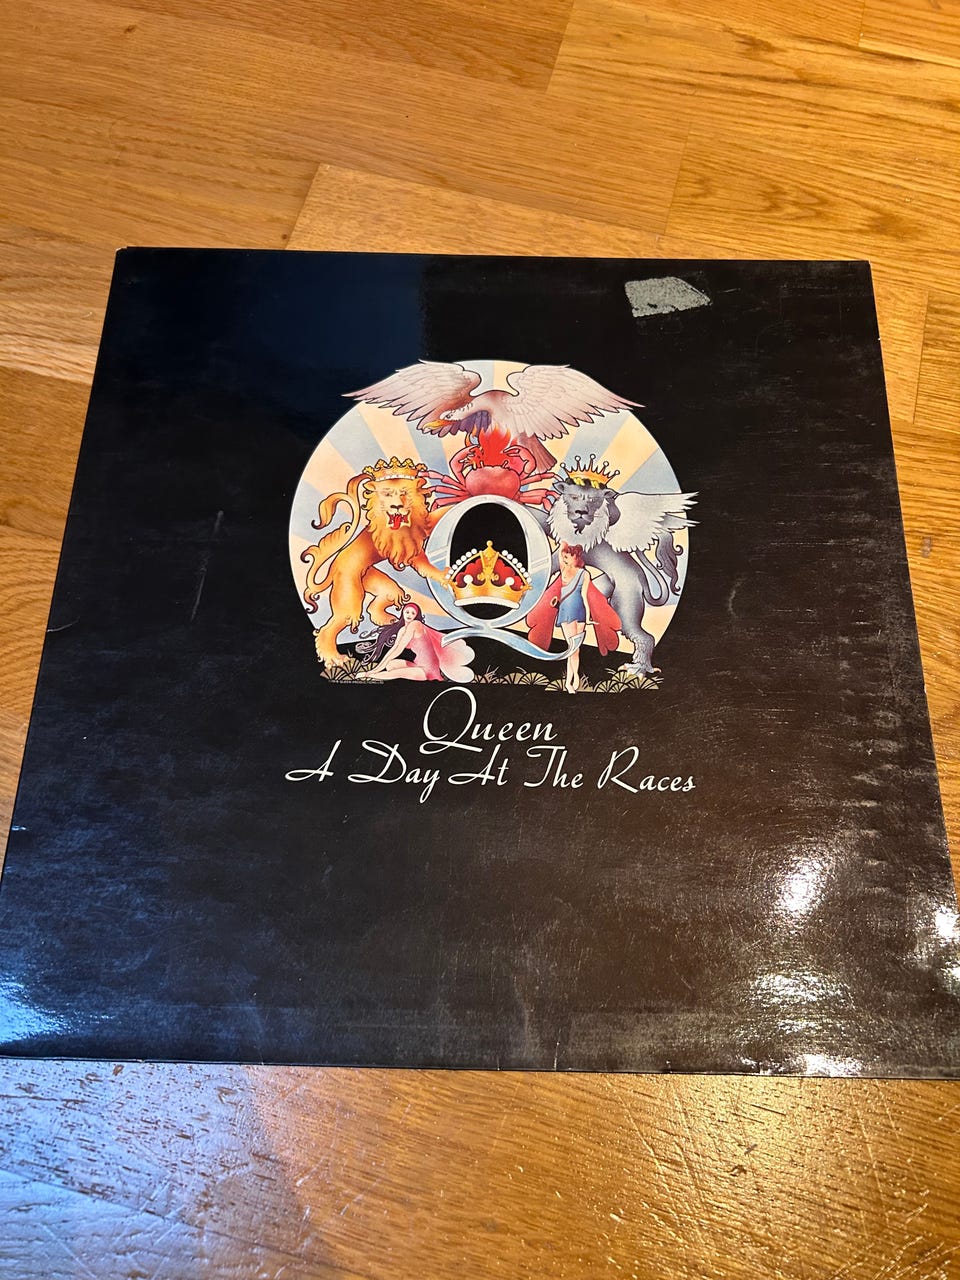 Queen
A Day At The Races